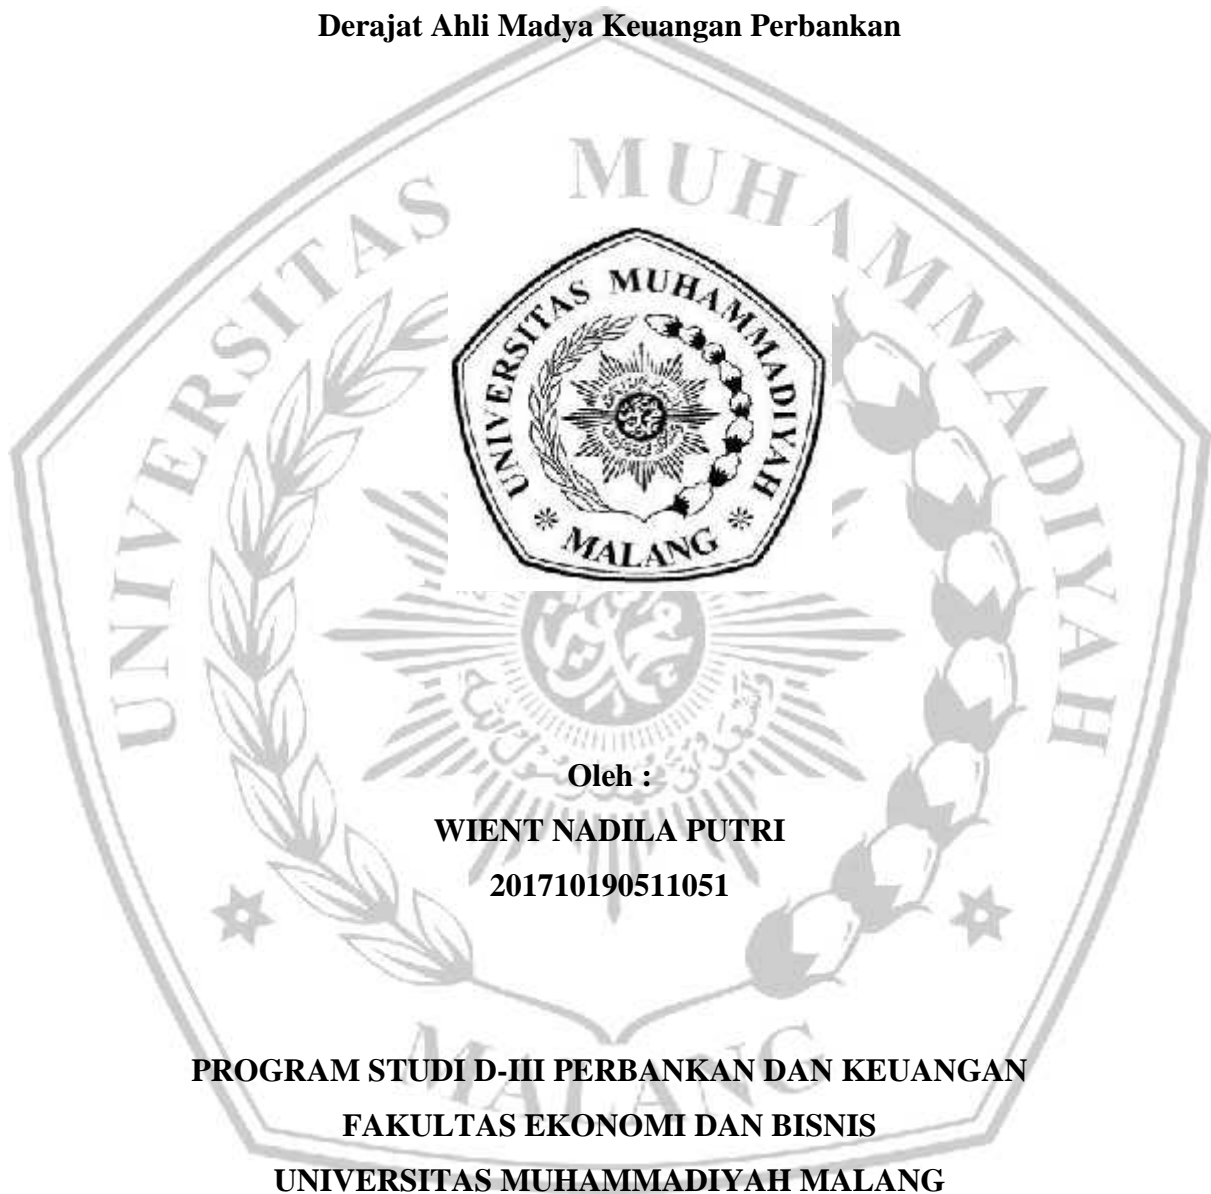 Derajat Ahli Madya Keuangan Perbankan
UNIVERSITAS MUHAMMADIYAH
MALANG
UNIVERSITAS MUHAMMADIYAH
MALANG
Oleh :
WIENT NADILA PUTRI
201710190511051
PROGRAM STUDI D-III PERBANKAN DAN KEUANGAN
FAKULTAS EKONOMI DAN BISNIS
UNIVERSITAS MUHAMMADIYAH MALANG